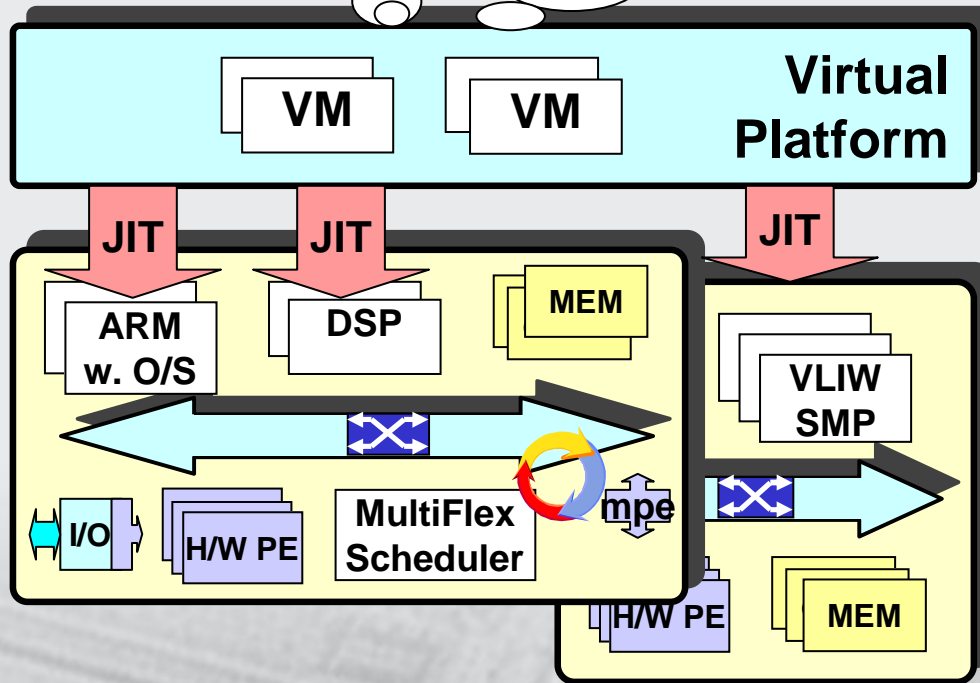 Virtual
Platform
VM
VM
JIT
JIT
JIT
ARM
w. O/S
DSP
MEM
VLIW
SMP
I/O
H/W PE
MultiFlex
Scheduler
mpe
H/W PE
MEM